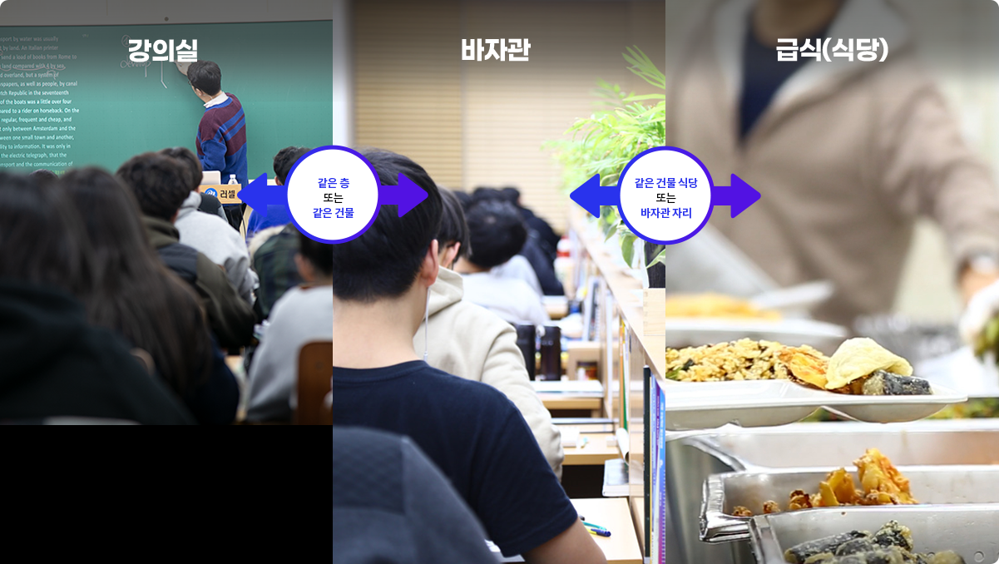 강의실
바자관
급식(식당)
port by water was usually
t by land. An Italian printer
send a load of books from Rome to
land compared with 4 by sea,
d overland, but a system of
spapers, as well as people, by canal
tch Republic in the seventeenth
of the boats was a little over four
pared to a rider on horseback. On the
regular, frequent and cheap, and
t only between Amsterdam and the
ween one small town and another,
ility to information. It was only in
the electric telegraph, that the
nsport and the communication of
러셀
같은 층
또는
같은 건물
같은 건물 식당
또는
바자관 자리